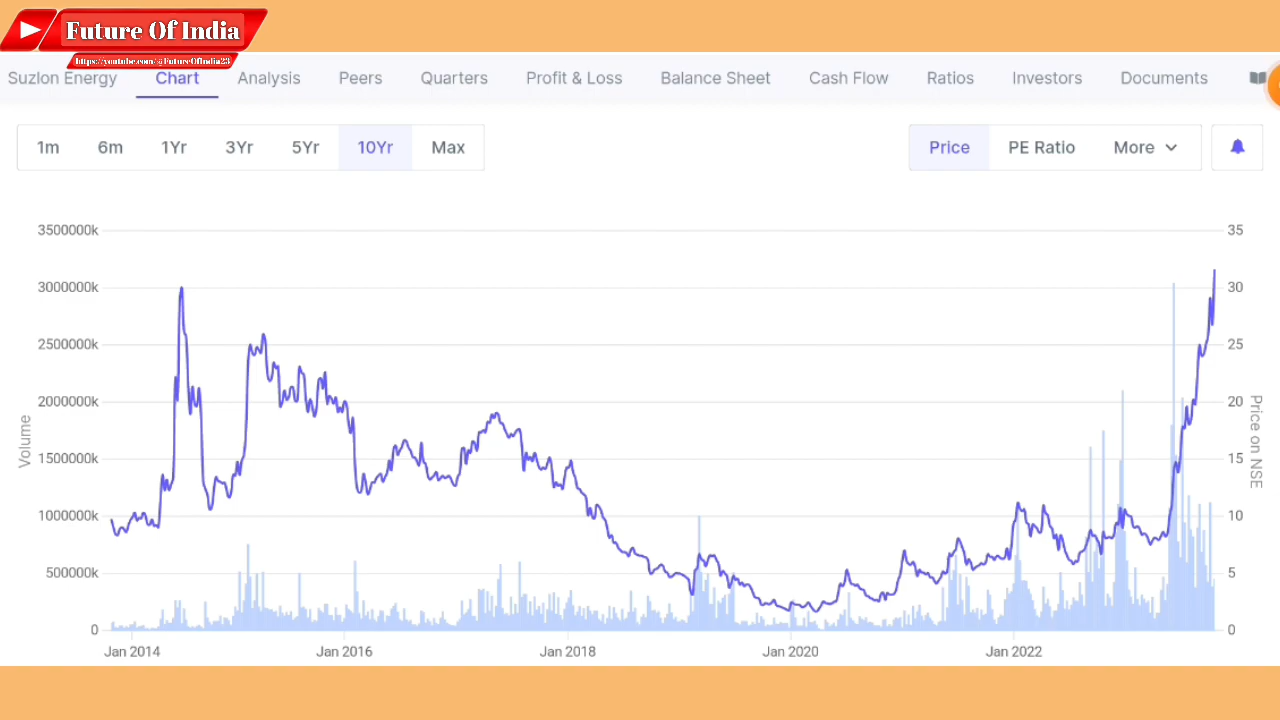 Future Of India
https://youtube.com/@FutureOfIndia23
Suzlon Energy Chart Analysis Peers Quarters Profit & Loss Balance Sheet Cash Flow Ratios Investors Documents
1m 6m 1Yr 3Yr 5Yr 10Yr Max Price PE Ratio More
3500000k 35
3000000k 30
2500000k 25
2000000k 20
1500000k 15
1000000k 10
500000k 5
0 0
Volume
Price on NSE
Jan 2014 Jan 2016 Jan 2018 Jan 2020 Jan 2022